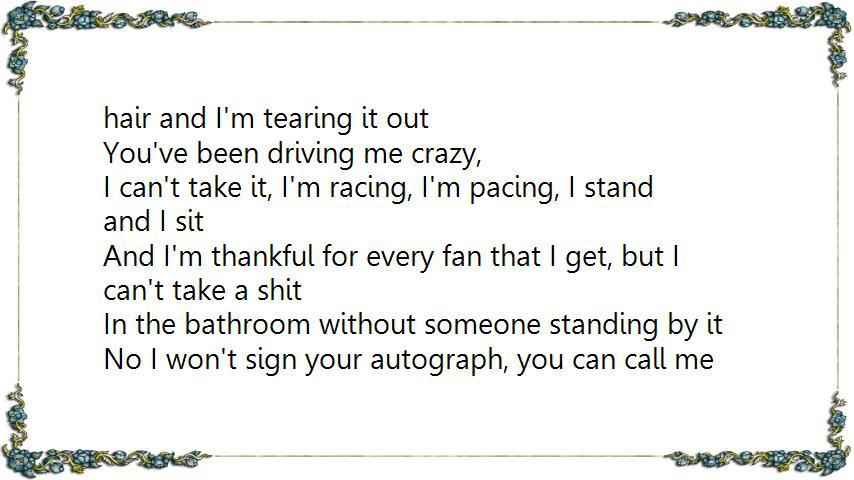 hair and I'm tearing it out
You've been driving me crazy,
I can't take it, I'm racing, I'm pacing, I stand
and I sit
And I'm thankful for every fan that I get, but I
can't take a shit
In the bathroom without someone standing by it
No I won't sign your autograph, you can call me